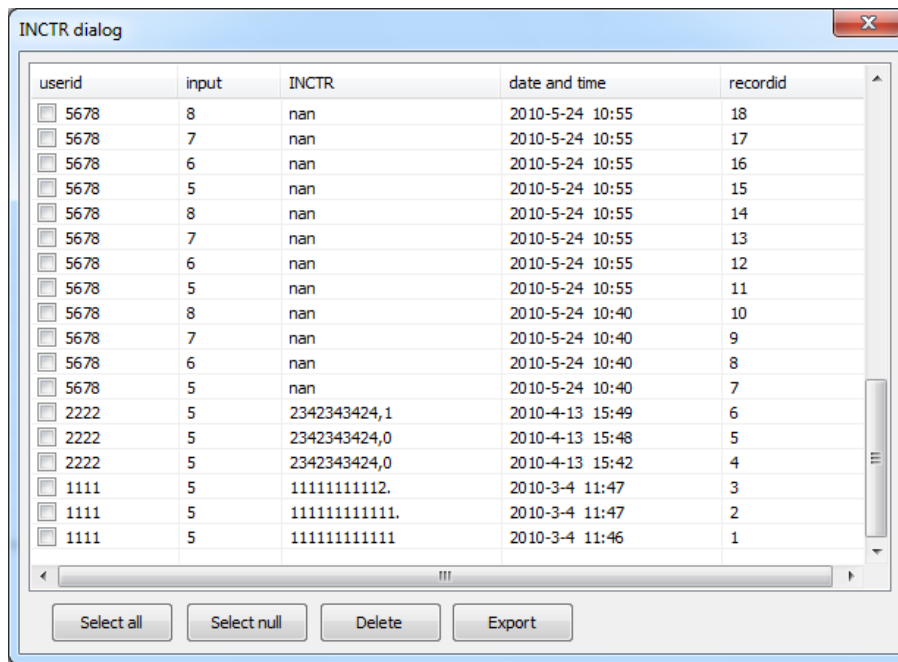 INCTR dialog
userid input INCTR date and time recordid
5678 8 nan 2010-5-24 10:55 18
5678 7 nan 2010-5-24 10:55 17
5678 6 nan 2010-5-24 10:55 16
5678 5 nan 2010-5-24 10:55 15
5678 8 nan 2010-5-24 10:55 14
5678 7 nan 2010-5-24 10:55 13
5678 6 nan 2010-5-24 10:55 12
5678 5 nan 2010-5-24 10:55 11
5678 8 nan 2010-5-24 10:40 10
5678 7 nan 2010-5-24 10:40 9
5678 6 nan 2010-5-24 10:40 8
5678 5 nan 2010-5-24 10:40 7
2222 5 2342343424,1 2010-4-13 15:49 6
2222 5 2342343424,0 2010-4-13 15:48 5
2222 5 2342343424,0 2010-4-13 15:42 4
1111 5 11111111112. 2010-3-4 11:47 3
1111 5 111111111111. 2010-3-4 11:47 2
1111 5 111111111111 2010-3-4 11:46 1
Select all Select null Delete Export